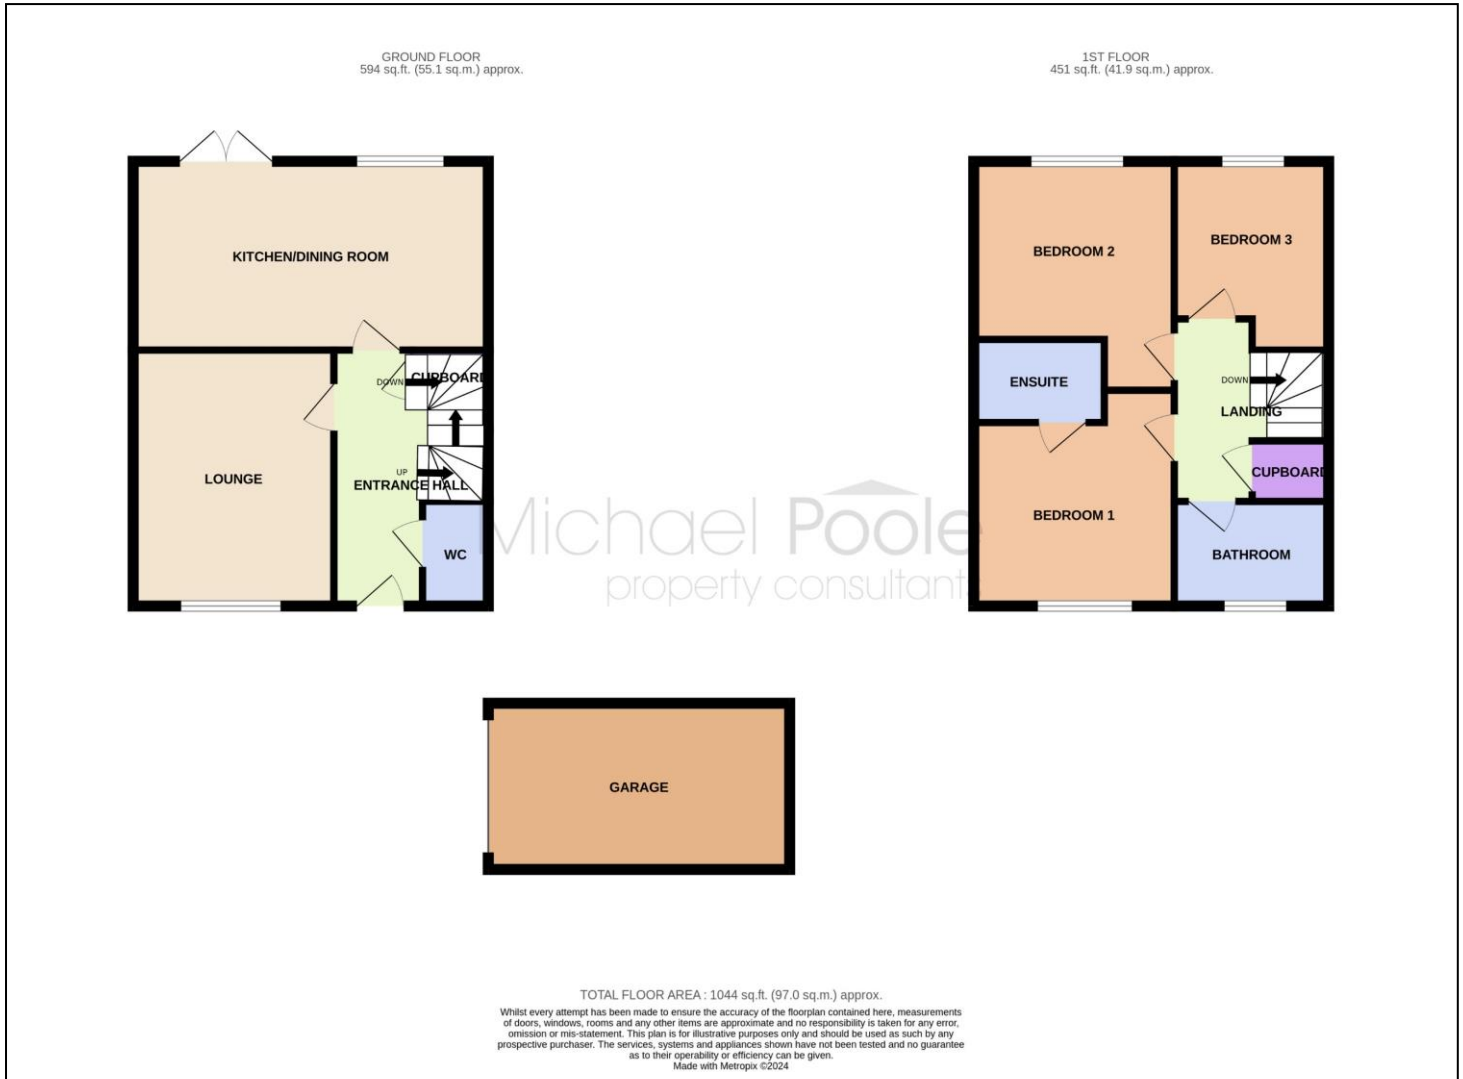 GROUND FLOOR
594 sq.ft. (55.1 sq.m.) approx.
1ST FLOOR
451 sq.ft. (41.9 sq.m.) approx.
KITCHEN/DINING ROOM
DOWN
CUPBOARD
LOUNGE
UP
ENTRANCE HALL
WC
BEDROOM 2
BEDROOM 3
ENSUITE
DOWN
LANDING
CUPBOARD
BEDROOM 1
BATHROOM
Michael Poole
property consultants
GARAGE
TOTAL FLOOR AREA : 1044 sq.ft. (97.0 sq.m.) approx.
Whilst every attempt has been made to ensure the accuracy of the floorplan contained here, measurements
of doors, windows, rooms and any other items are approximate and no responsibility is taken for any error,
omission or mis-statement. This plan is for illustrative purposes only and should be used as such by any
prospective purchaser. The services, systems and appliances shown have not been tested and no guarantee
as to their operability or efficiency can be given.
Made with Metropix ©2024